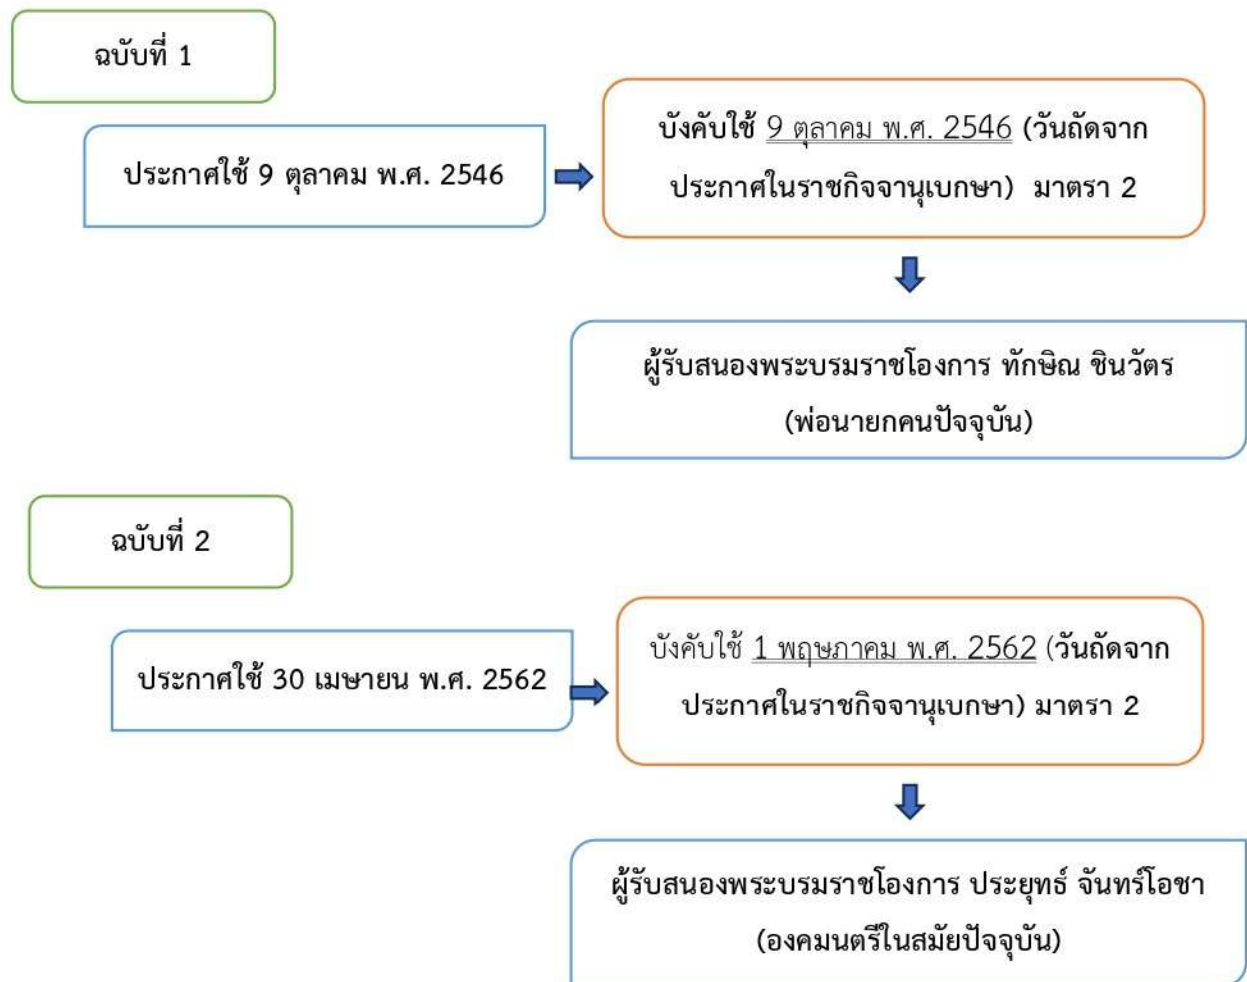 ฉบับที่ 1
ประกาศใช้ 9 ตุลาคม พ.ศ. 2546
บังคับใช้ 9 ตุลาคม พ.ศ. 2546 (วันถัดจาก
ประกาศในราชกิจจานุเบกษา) มาตรา 2
ผู้รับสนองพระบรมราชโองการ ทักษิณ ชินวัตร
(พ่อนายกคนปัจจุบัน)
ฉบับที่ 2
ประกาศใช้ 30 เมษายน พ.ศ. 2562
บังคับใช้ 1 พฤษภาคม พ.ศ. 2562 (วันถัดจาก
ประกาศในราชกิจจานุเบกษา) มาตรา 2
ผู้รับสนองพระบรมราชโองการ ประยุทธ์ จันทร์โอชา
(องคมนตรีในสมัยปัจจุบัน)